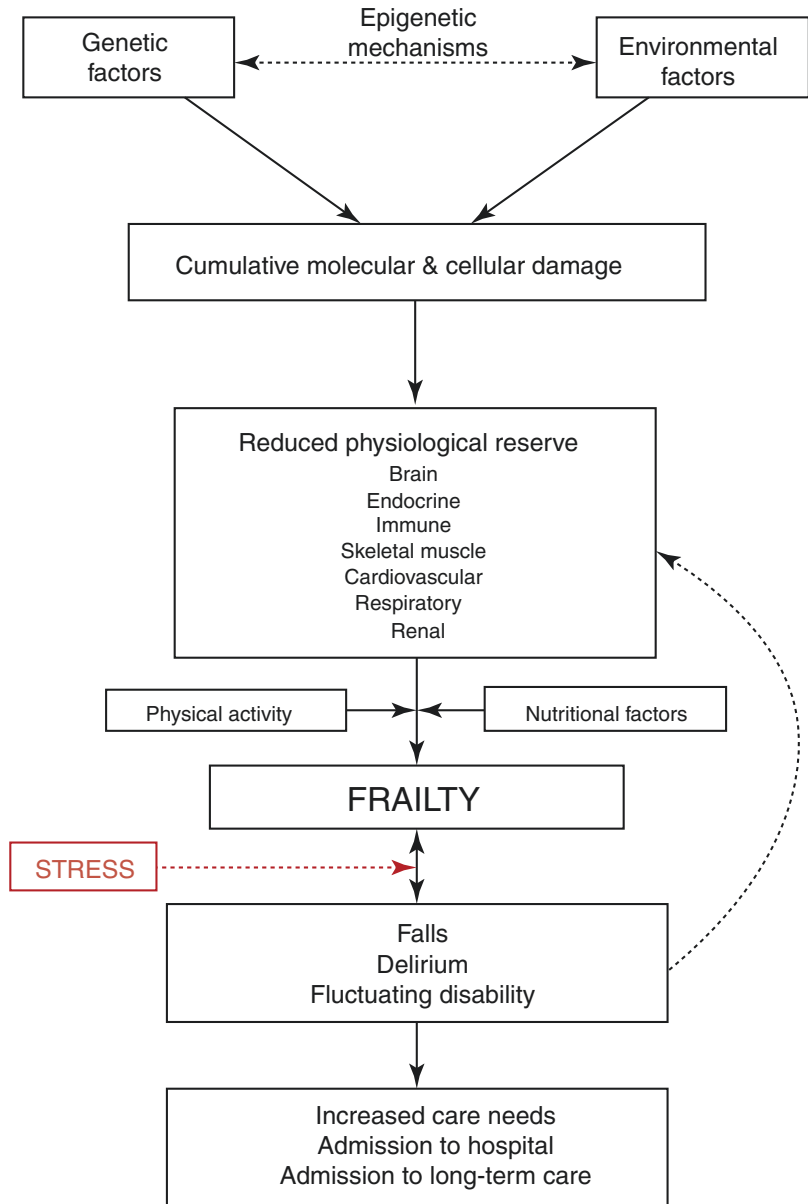 Genetic
factors
Epigenetic
mechanisms
Environmental
factors
Cumulative molecular & cellular damage
Reduced physiological reserve
Brain
Endocrine
Immune
Skeletal muscle
Cardiovascular
Respiratory
Renal
Physical activity
Nutritional factors
FRAILTY
STRESS
Falls
Delirium
Fluctuating disability
Increased care needs
Admission to hospital
Admission to long-term care